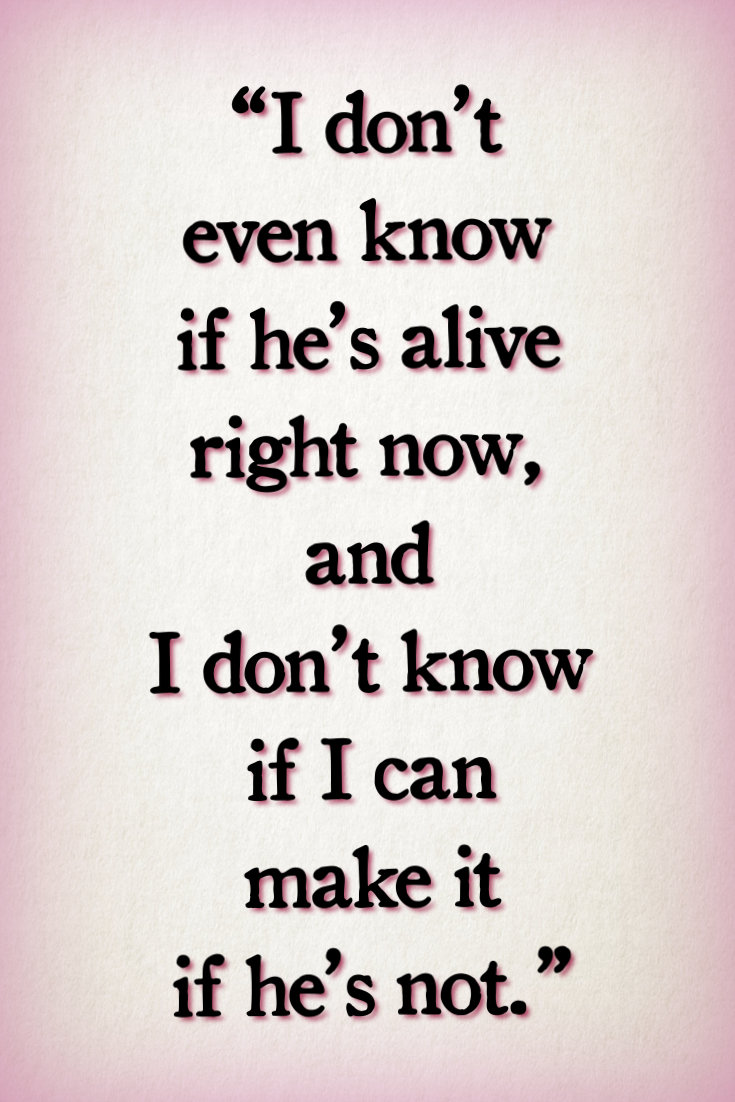 “I don’t
even know
if he’s alive
right now,
and
I don’t know
if I can
make it
if he’s not.”